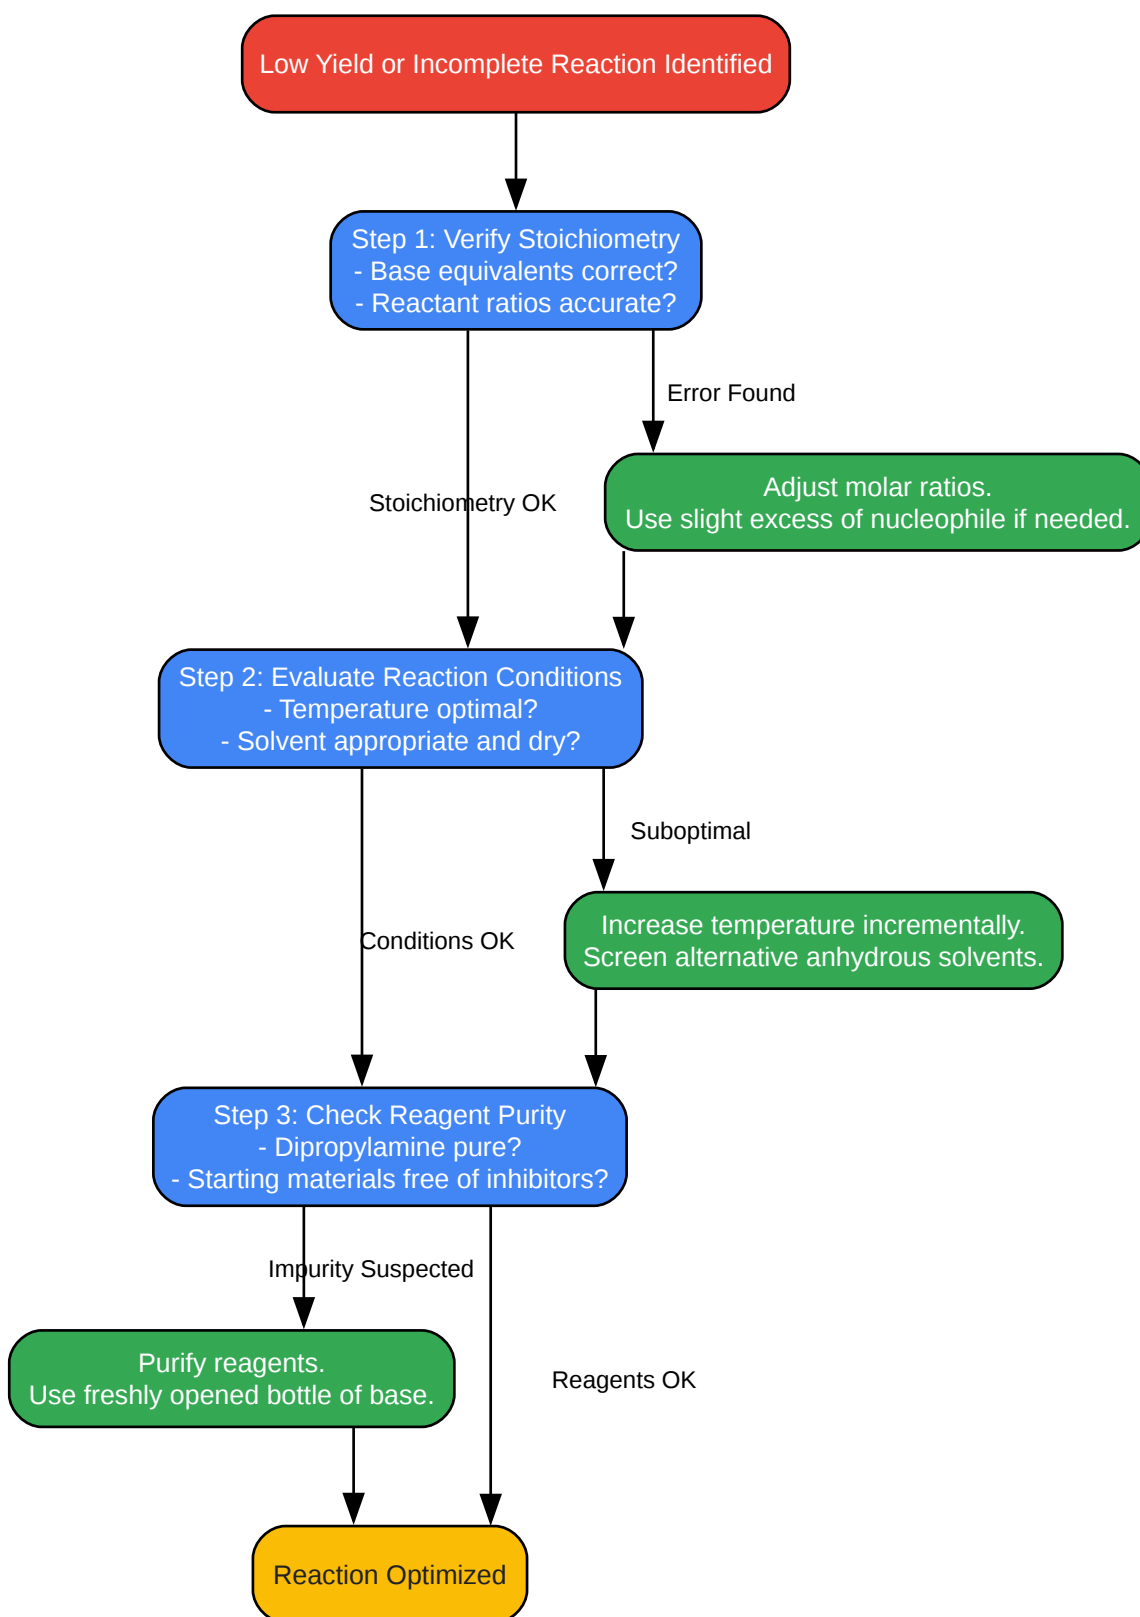 Low Yield or Incomplete Reaction Identified
Step 1: Verify Stoichiometry
- Base equivalents correct?
- Reactant ratios accurate?
Error Found
Stoichiometry OK
Adjust molar ratios.
Use slight excess of nucleophile if needed.
Step 2: Evaluate Reaction Conditions
- Temperature optimal?
- Solvent appropriate and dry?
Suboptimal
Conditions OK
Increase temperature incrementally.
Screen alternative anhydrous solvents.
Step 3: Check Reagent Purity
- Dipropylamine pure?
- Starting materials free of inhibitors?
Impurity Suspected
Purify reagents.
Use freshly opened bottle of base.
Reagents OK
Reaction Optimized